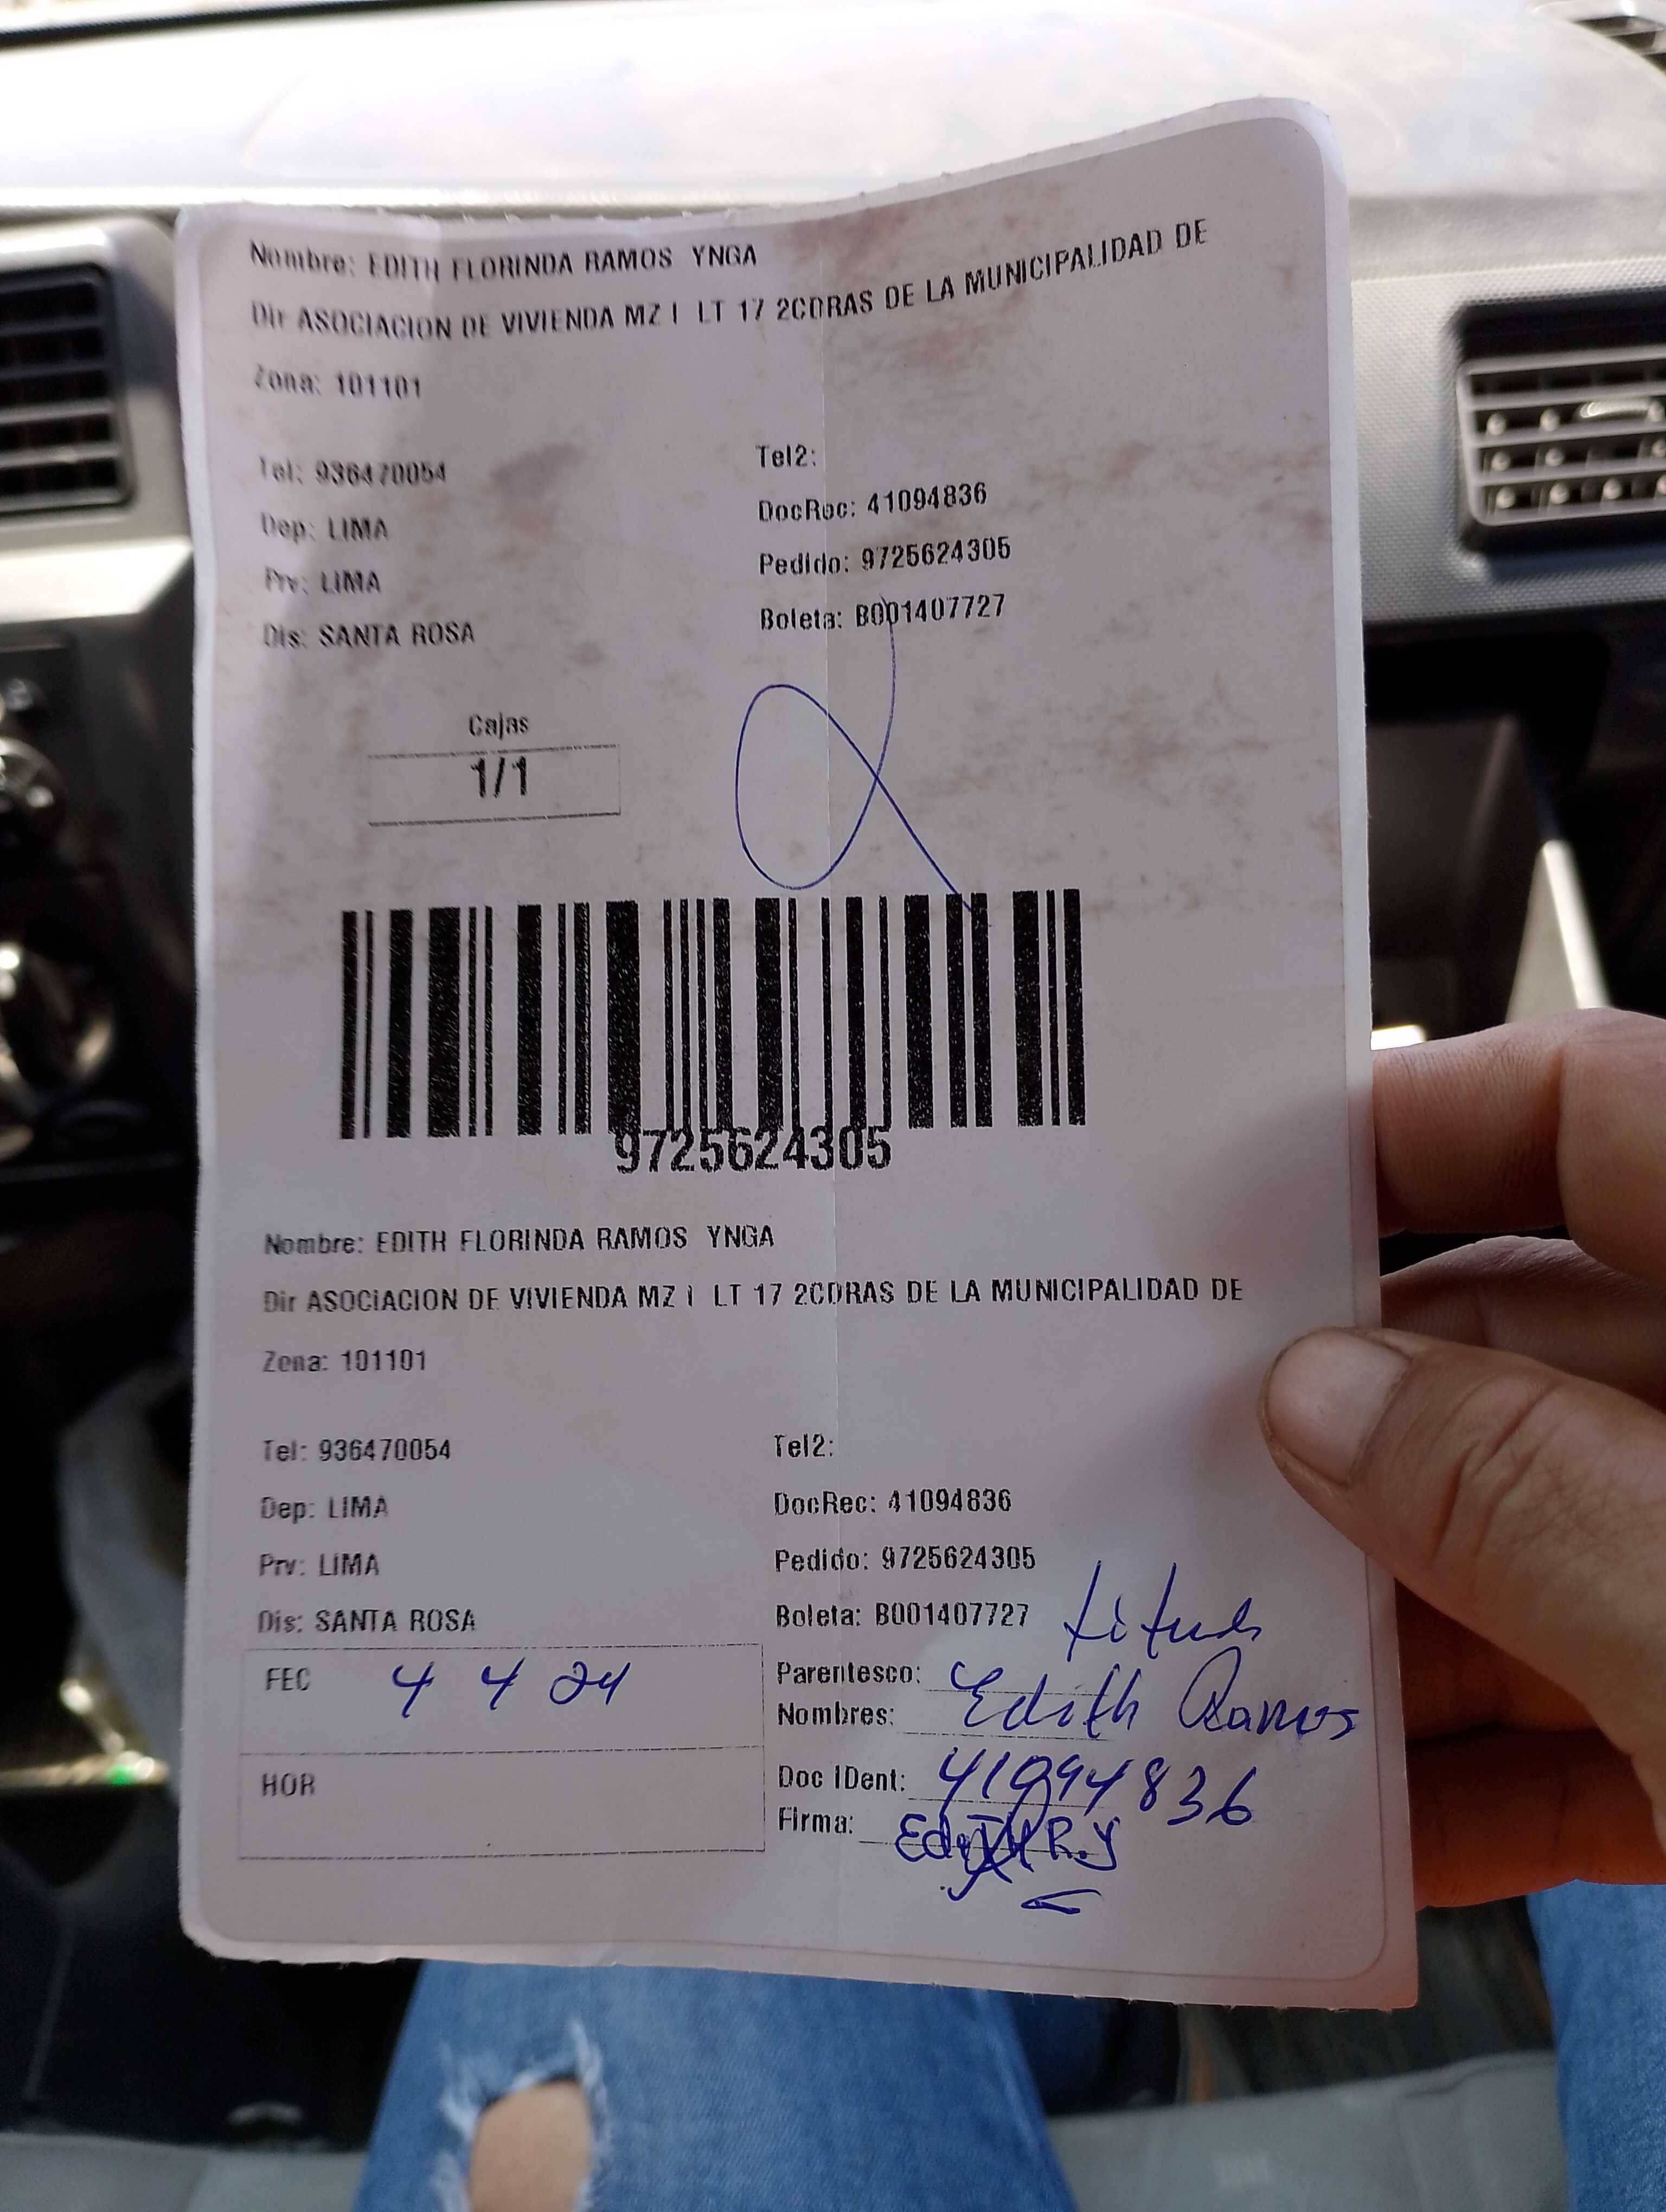 Nombre: EDITH FLORINDA RAMOS YNGA
Dir ASOCIACION DE VIVIENDA MZ I LT 17 2CDRAS DE LA MUNICIPALIDAD DE
Zona: 101101
Tel: 936470054
Tel2:
Dep: LIMA
DocRec: 41094836
Prv: LIMA
Pedido: 9725624305
Dis: SANTA ROSA
Boleta: B001407727
Cajas
1/1
9725624305
Nombre: EDITH FLORINDA RAMOS YNGA
Dir ASOCIACION DE VIVIENDA MZ I LT 17 2CDRAS DE LA MUNICIPALIDAD DE
Zona: 101101
Tel: 936470054
Tel2:
Dep: LIMA
DocRec: 41094836
Prv: LIMA
Pedido: 9725624305
Dis: SANTA ROSA
Boleta: B001407727
FEC 4 4 24
Parentesco:
Nombres: Edith Ramos
HOR
Doc IDent: 41094836
Firma: Edith R.Y